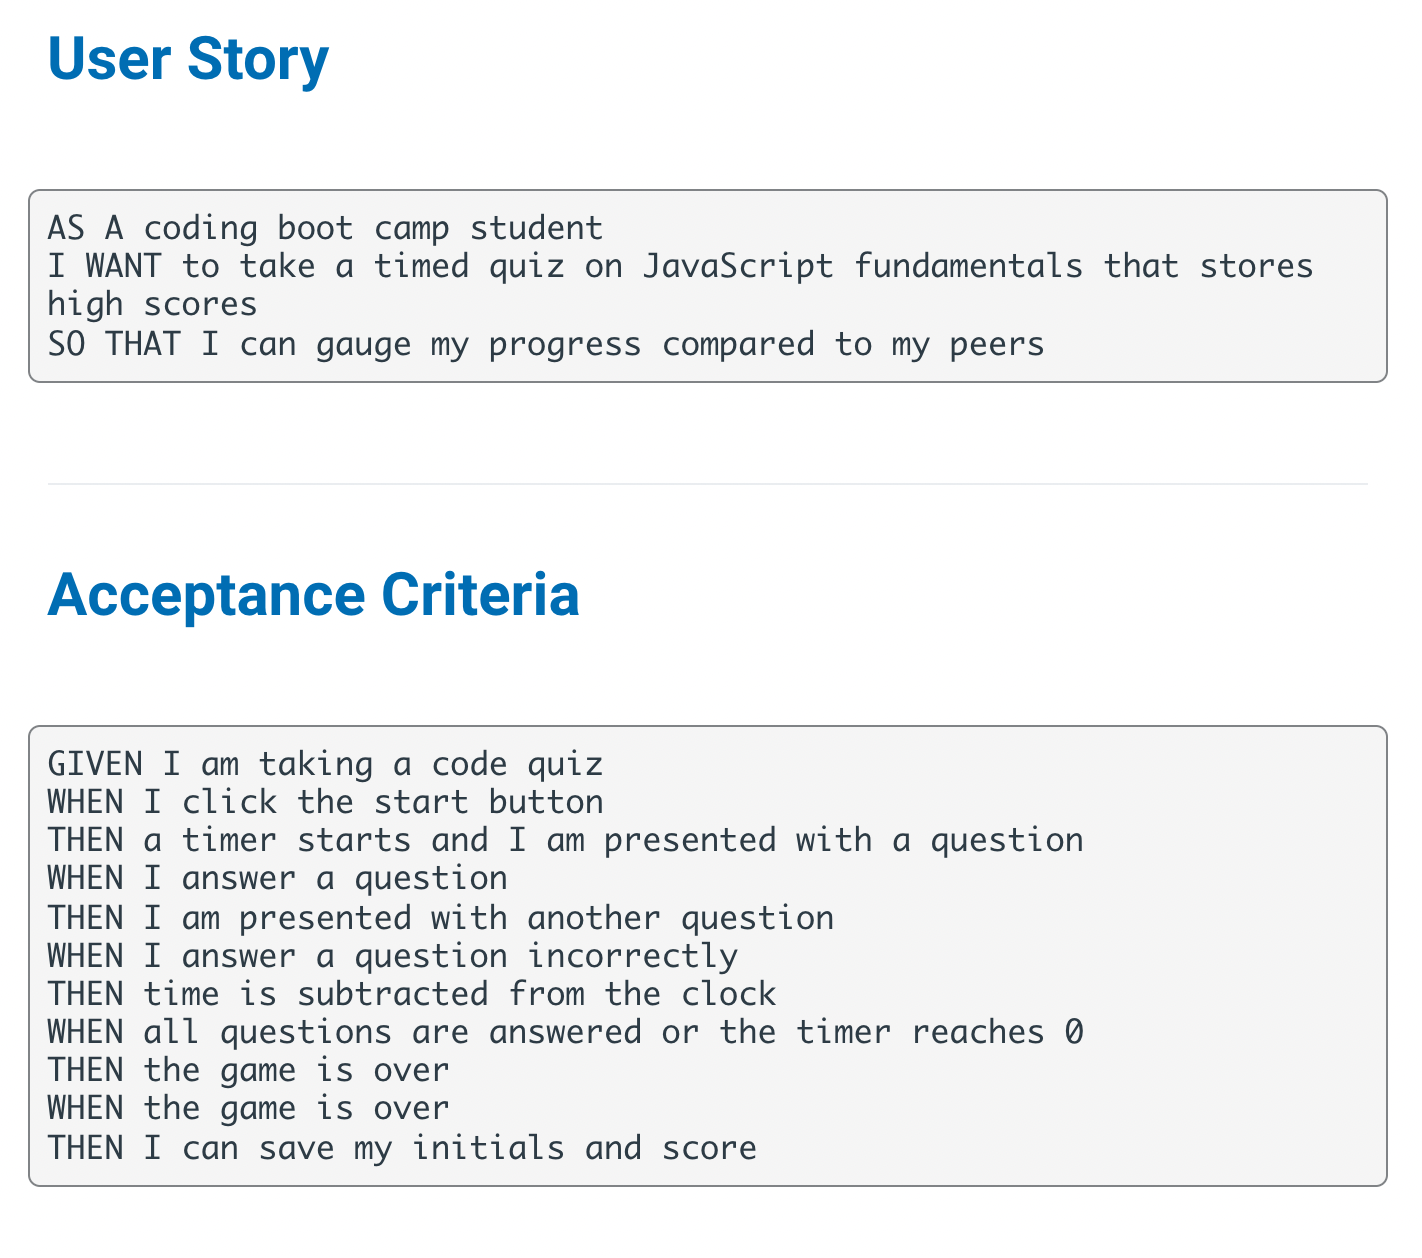 User Story
AS A coding boot camp student
I WANT to take a timed quiz on JavaScript fundamentals that stores
high scores
SO THAT I can gauge my progress compared to my peers
Acceptance Criteria
GIVEN I am taking a code quiz
WHEN I click the start button
THEN a timer starts and I am presented with a question
WHEN I answer a question
THEN I am presented with another question
WHEN I answer a question incorrectly
THEN time is subtracted from the clock
WHEN all questions are answered or the timer reaches 0
THEN the game is over
WHEN the game is over
THEN I can save my initials and score